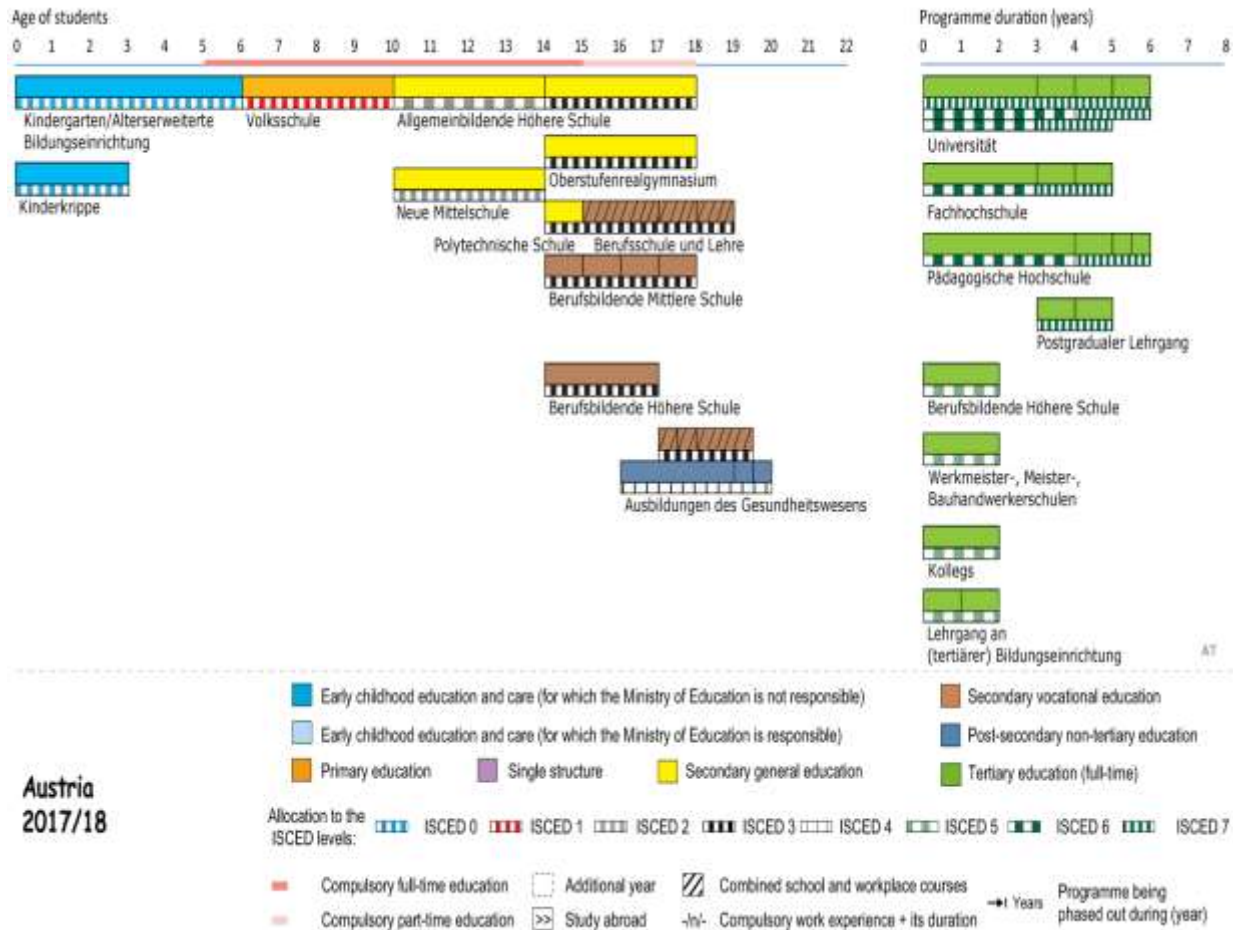 Age of students
0 1 2 3 4 5 6 7 8 9 10 11 12 13 14 15 16 17 18 19 20 22
Programme duration (years)
0 1 2 3 4 5 6 7 8
Kindergarten/Alterserweiterte
Bildungseinrichtung
Volksschule
Allgemeinbildende Höhere Schule
Kinderkrippe
Oberstufenrealgymnasium
Neue Mittelschule
Polytechnische Schule
Berufsschule und Lehre
Berufsbildende Mittlere Schule
Berufsbildende Höhere Schule
Ausbildungen des Gesundheitswesens
Universität
Fachhochschule
Pädagogische Hochschule
Postgradualer Lehrgang
Berufsbildende Höhere Schule
Werkmeister-, Meister-,
Bauhandwerkerschulen
Kollegs
Lehrgang an
(tertiärer) Bildungseinrichtung
AT
Austria
2017/18
Early childhood education and care (for which the Ministry of Education is not responsible)
Secondary vocational education
Early childhood education and care (for which the Ministry of Education is responsible)
Post-secondary non-tertiary education
Primary education
Single structure
Secondary general education
Tertiary education (full-time)
Allocation to the
ISCED levels:
ISCED 0
ISCED 1
ISCED 2
ISCED 3
ISCED 4
ISCED 5
ISCED 6
ISCED 7
Compulsory full-time education
Additional year
Combined school and workplace courses
Years
Programme being
phased out during (year)
Compulsory part-time education
>> Study abroad
-/n/- Compulsory work experience + its duration